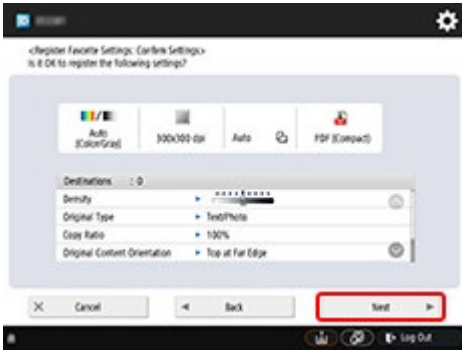 <Register Favorite Settings: Confirm Settings>
Is it OK to register the following settings?
Auto
(Color/Gray)
300x300 dpi
Auto
PDF (Compact)
Destinations : 0
Density
Original Type ► Text/Photo
Copy Ratio ► 100%
Original Content Orientation ► Top at Far Edge
Cancel
Back
Next
Log Out